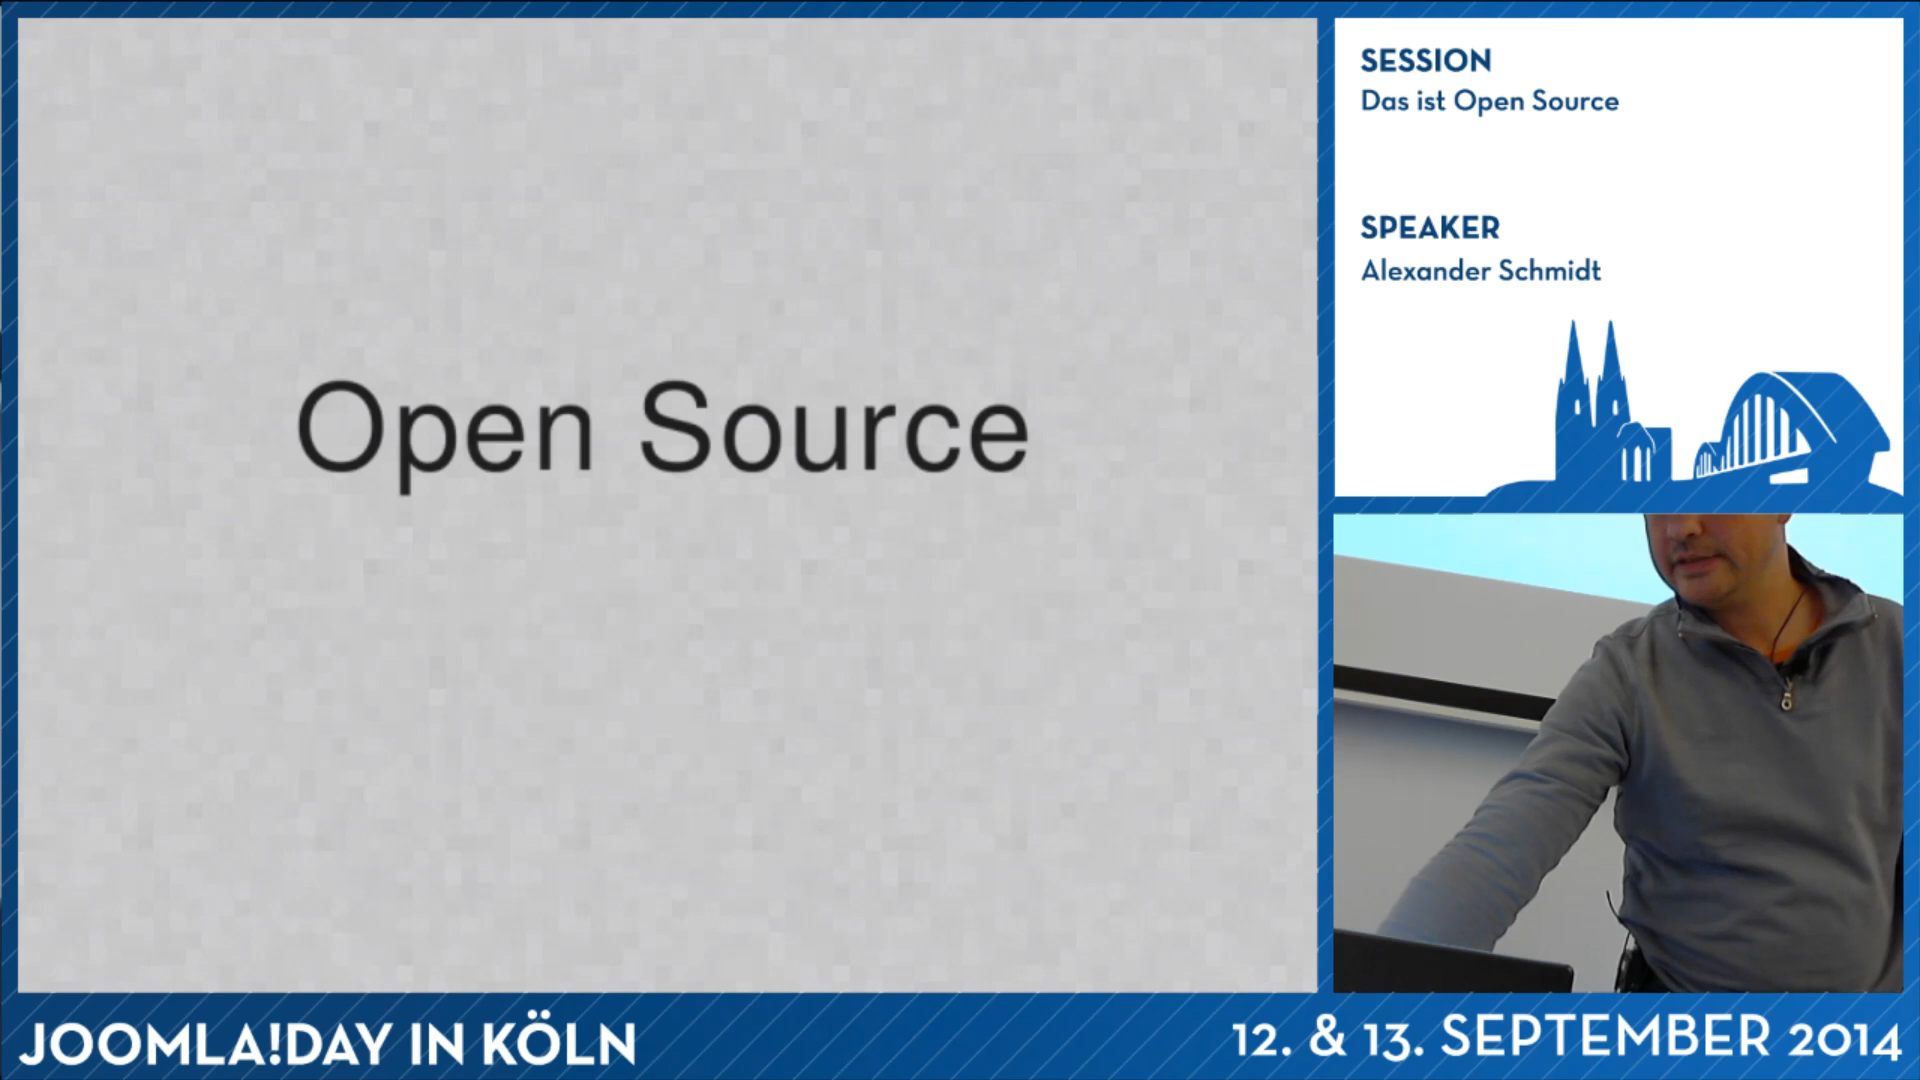 Open Source
SESSION
Das ist Open Source
SPEAKER
Alexander Schmidt
JOOMLA!DAY IN KÖLN
12. & 13. SEPTEMBER 2014